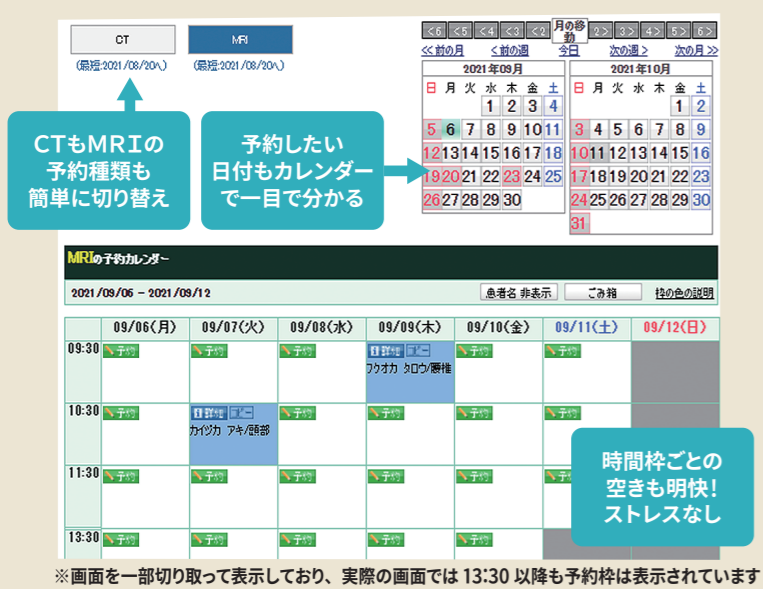 CT
MRI
(最短:2021/08/20へ)
(最短:2021/08/20へ)
<6 <5 <4 <3 <2 月の移動 2> 3> 4> 5> 6>
≪前の月 <前の週 今日 次の週> 次の月≫
2021年09月
日 月 火 水 木 金 土
1 2 3 4
5 6 7 8 9 10 11
12 13 14 15 16 17 18
19 20 21 22 23 24 25
26 27 28 29 30
2021年10月
日 月 火 水 木 金 土
1 2
3 4 5 6 7 8 9
10 11 12 13 14 15 16
17 18 19 20 21 22 23
24 25 26 27 28 29 30
31
CTもMRIの
予約種類も
簡単に切り替え
予約したい
日付もカレンダー
で一目で分かる
MRIの予約カレンダー
2021/09/06 - 2021/09/12
患者名 非表示
ごみ箱
枠の色の説明
09/06(月) 09/07(火) 09/08(水) 09/09(木) 09/10(金) 09/11(土) 09/12(日)
09:30 予約 予約 予約 詳細 コピー 予約 予約
フクオカ タロウ/腰椎
10:30 予約 詳細 コピー 予約 予約 予約 予約
カイヅカ アキ/頭部
11:30 予約 予約 予約 予約 予約 予
13:30 予約 予約 予約 予約 予約
時間枠ごとの
空きも明快!
ストレスなし
※画面を一部切り取って表示しており、実際の画面では 13:30 以降も予約枠は表示されています